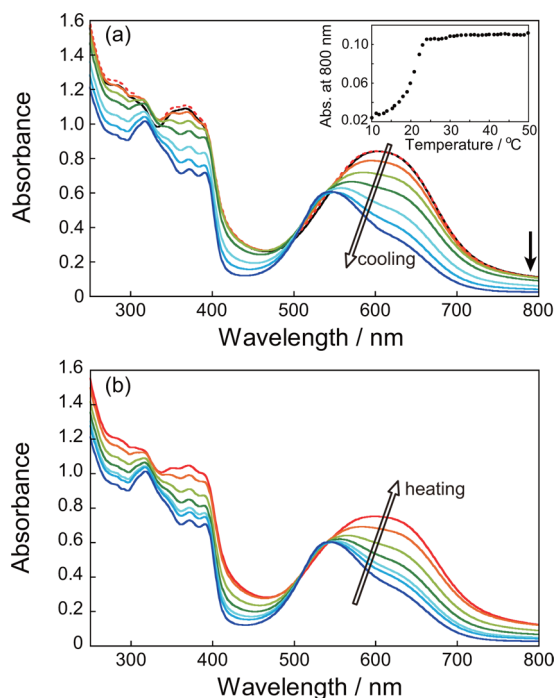 (a)
1.6
1.4
1.2
1.0
0.8
0.6
0.4
0.2
0
Absorbance
300 400 500 600 700 800
Wavelength / nm
cooling
Abs. at 800 nm
0.10
0.06
0.02
10 20 30 40 50
Temperature / °C
(b)
1.6
1.4
1.2
1.0
0.8
0.6
0.4
0.2
0
Absorbance
300 400 500 600 700 800
Wavelength / nm
heating